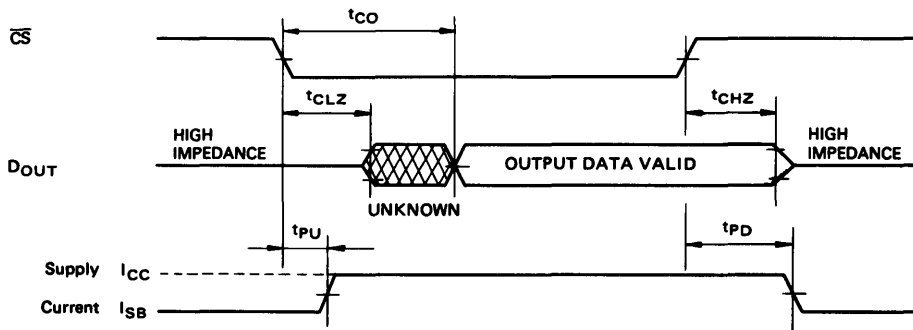 tCO
CS
tCLZ
tCHZ
HIGH
IMPEDANCE
HIGH
IMPEDANCE
DOUT
OUTPUT DATA VALID
UNKNOWN
tPU
tPD
Supply ICC
Current ISB